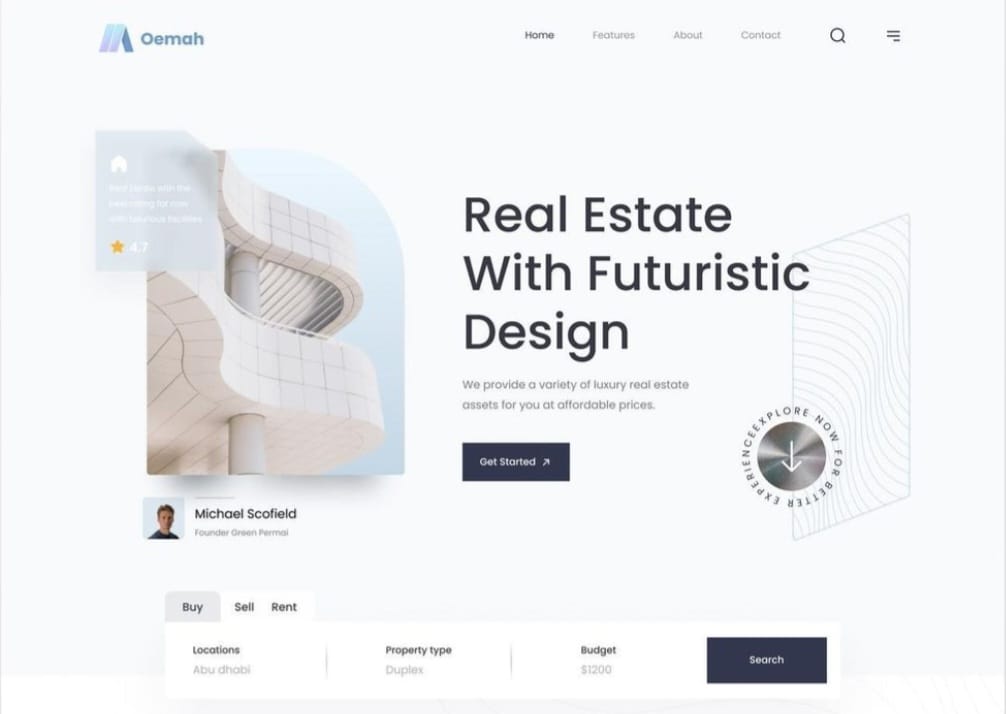 Oemah
Home
Features
About
Contact
Real Estate with the
best rating for now
with luxurious facilities
4.7
Real Estate
With Futuristic
Design
We provide a variety of luxury real estate
assets for you at affordable prices.
Get Started
EXPLORE NOW FOR BETTER EXPERIENCE
Michael Scofield
Founder Green Permai
Buy
Sell
Rent
Locations
Abu dhabi
Property type
Duplex
Budget
$1200
Search